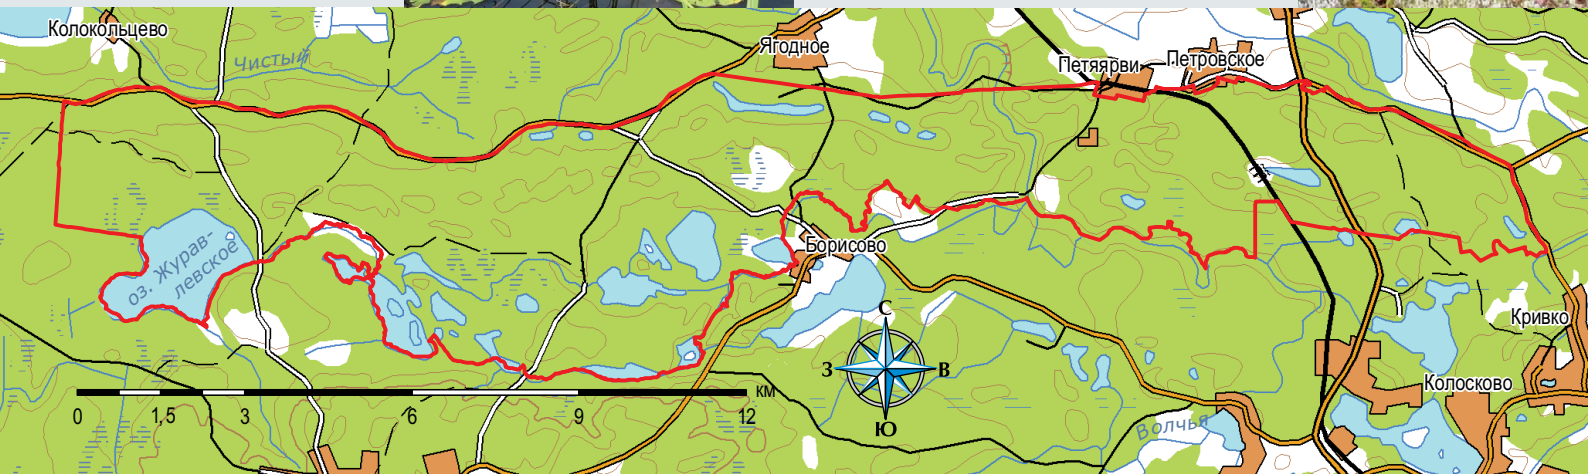 Колокольцево
Чистый
Ягодное
Петяярви
Петровское
оз. Журав-
левское
Борисово
С
З
В
Ю
Кривко
Колосково
Волчья
км
0
1,5
3
6
9
12